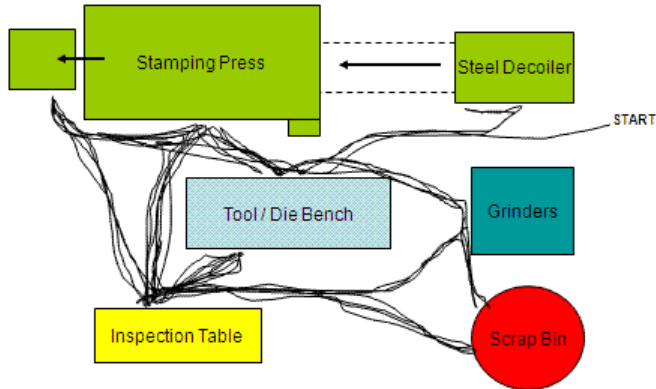 Stamping Press
Steel Decoiler
START
Tool / Die Bench
Grinders
Inspection Table
Scrap Bin